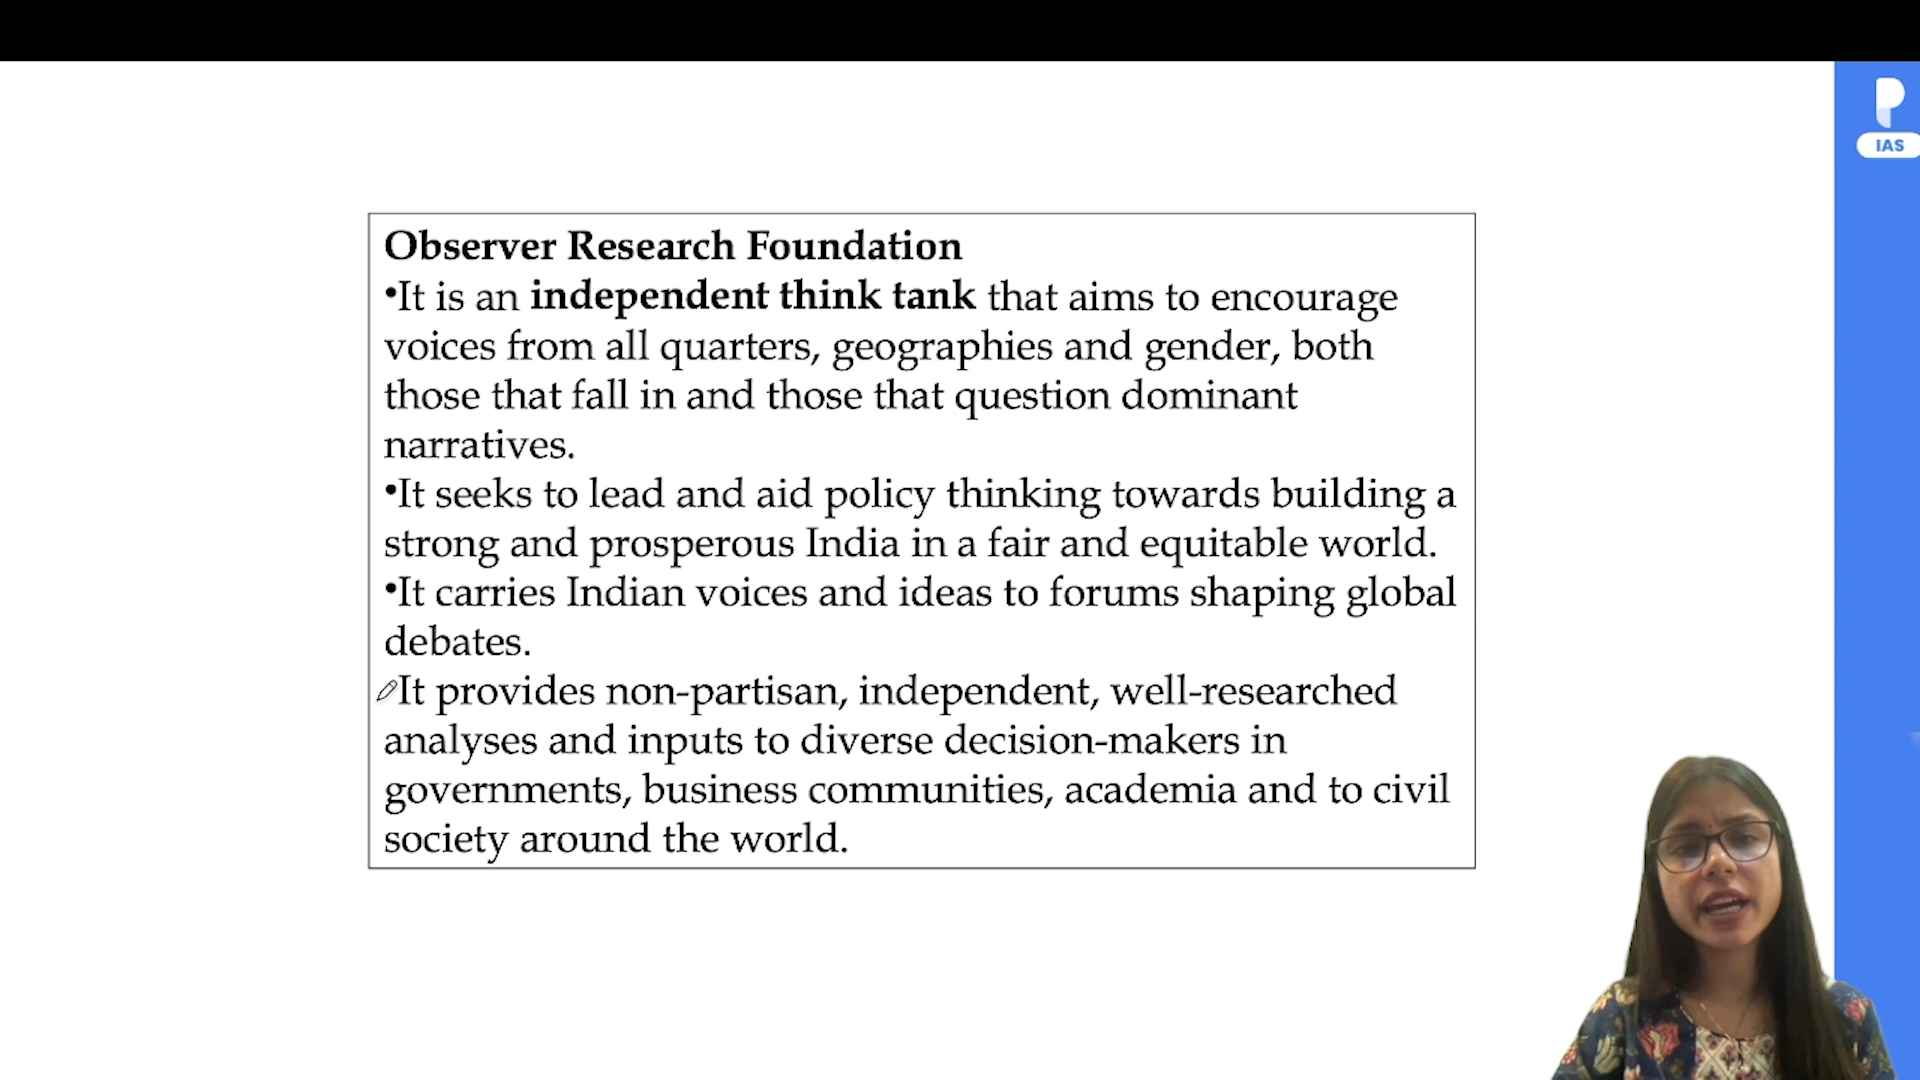 IAS
Observer Research Foundation
•It is an independent think tank that aims to encourage
voices from all quarters, geographies and gender, both
those that fall in and those that question dominant
narratives.
•It seeks to lead and aid policy thinking towards building a
strong and prosperous India in a fair and equitable world.
•It carries Indian voices and ideas to forums shaping global
debates.
It provides non-partisan, independent, well-researched
analyses and inputs to diverse decision-makers in
governments, business communities, academia and to civil
society around the world.